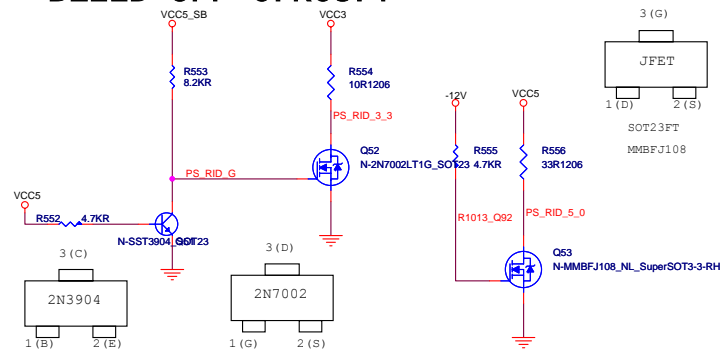 VCC5_SB
VCC3
3 (G)
R553
8.2KR
R554
10R1206
JFET
-12V
VCC5
1 (D)
2 (S)
PS_RID_3_3
SOT23FT
MMBFJ108
Q52
N-2N7002LT1G_SOT23
R555
4.7KR
R556
33R1206
PS_RID_G
VCC5
R552
4.7KR
R1013_Q92
PS_RID_5_0
N-SST3904_SOT23
3 (C)
3 (D)
Q53
N-MMBFJ108_NL_SuperSOT3-3-RH
2N3904
2N7002
1 (B)
2 (E)
1 (G)
2 (S)